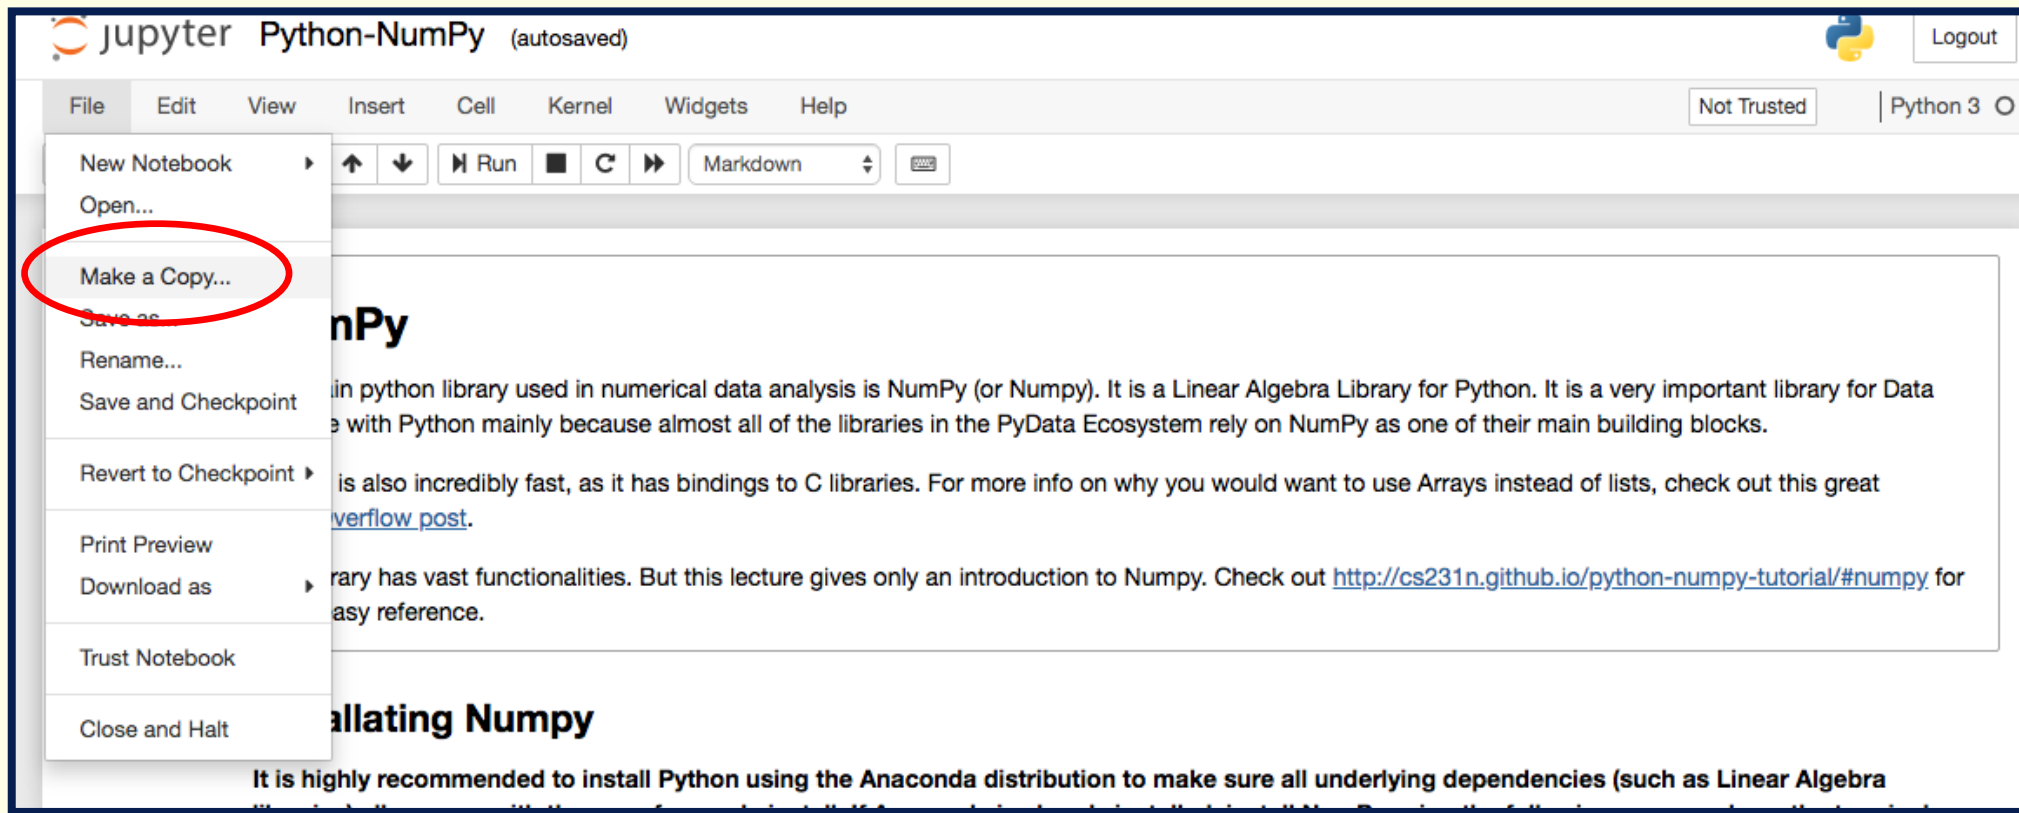 jupyter Python-NumPy (autosaved) Logout
File Edit View Insert Cell Kernel Widgets Help Not Trusted Python 3
New Notebook Run Markdown
Open...
Make a Copy...
Save as...
Rename...
Save and Checkpoint
Revert to Checkpoint
Print Preview
Download as
Trust Notebook
Close and Halt
mPy
in python library used in numerical data analysis is NumPy (or Numpy). It is a Linear Algebra Library for Python. It is a very important library for Data
e with Python mainly because almost all of the libraries in the PyData Ecosystem rely on NumPy as one of their main building blocks.
is also incredibly fast, as it has bindings to C libraries. For more info on why you would want to use Arrays instead of lists, check out this great
verflow post.
rary has vast functionalities. But this lecture gives only an introduction to Numpy. Check out http://cs231n.github.io/python-numpy-tutorial/#numpy for
asy reference.
allating Numpy
It is highly recommended to install Python using the Anaconda distribution to make sure all underlying dependencies (such as Linear Algebra